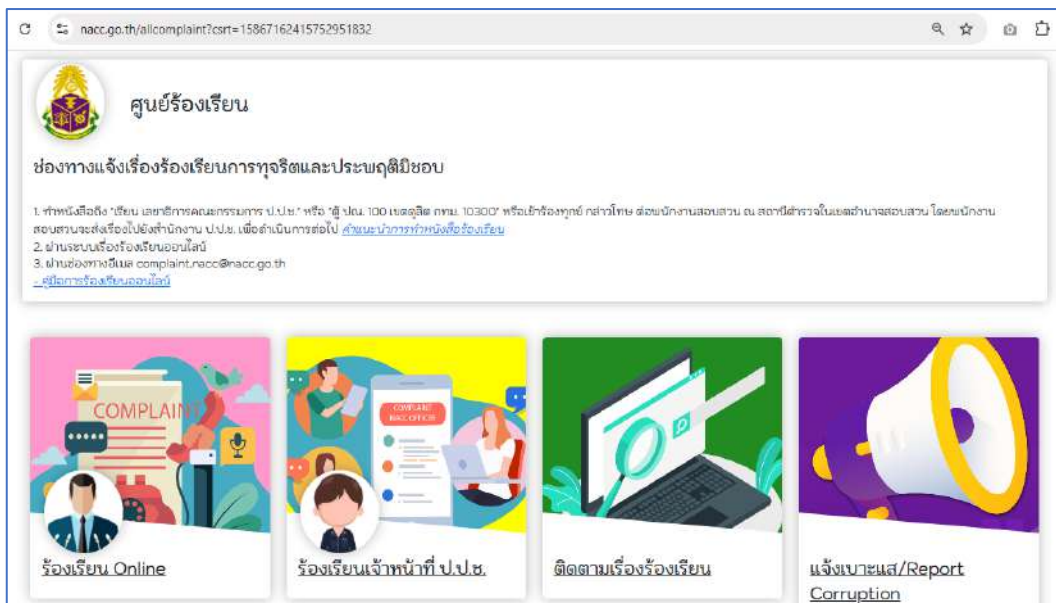 nacc.go.th/allcomplaint?csrt=15867162415752951832
ศูนย์ร้องเรียน
ช่องทางแจ้งเรื่องร้องเรียนการทุจริตและประพฤติมิชอบ
1. ทำหนังสือถึง "เรียน เลขาธิการคณะกรรมการ ป.ป.ช." หรือ "ตู้ ปณ. 100 เขตดุสิต กทม. 10300" หรือเข้าร้องทุกข์ กล่าวโทษ ต่อพนักงานสอบสวน ณ สถานีตำรวจในเขตอำนาจสอบสวน โดยพนักงาน
สอบสวนจะส่งเรื่องไปยังสำนักงาน ป.ป.ช. เพื่อดำเนินการต่อไป คำแนะนำการทำหนังสือร้องเรียน
2. ผ่านระบบเรื่องร้องเรียนออนไลน์
3. ผ่านช่องทางอีเมล complaint.nacc@nacc.go.th
- คู่มือการร้องเรียนออนไลน์
COMPLAINT
COMPLAINT
NACC OFFICER
ร้องเรียน Online
ร้องเรียนเจ้าหน้าที่ ป.ป.ช.
ติดตามเรื่องร้องเรียน
แจ้งเบาะแส/Report
Corruption